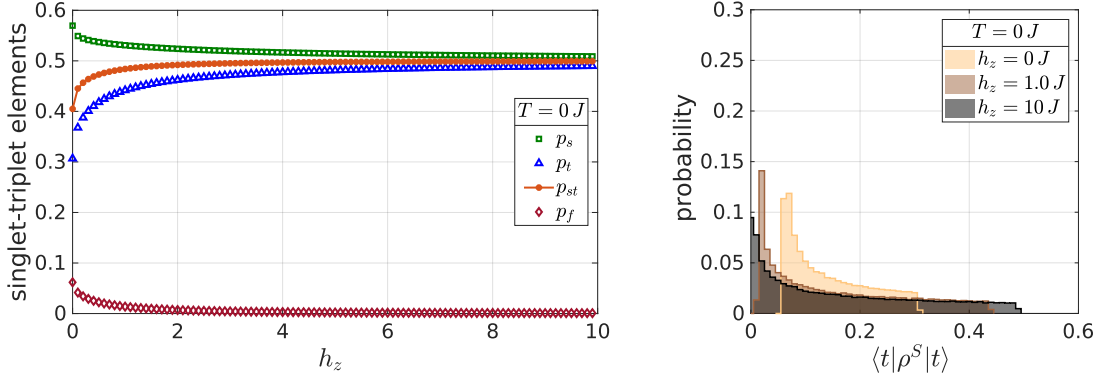 singlet-triplet elements
0.6
0.5
0.4
0.3
0.2
0.1
0
0 2 4 6 8 10
h_z
T = 0 J
p_s
p_t
p_{st}
p_f
probability
0.3
0.25
0.2
0.15
0.1
0.05
0
0 0.2 0.4 0.6
⟨t|ρ^S|t⟩
T = 0 J
h_z = 0 J
h_z = 1.0 J
h_z = 10 J